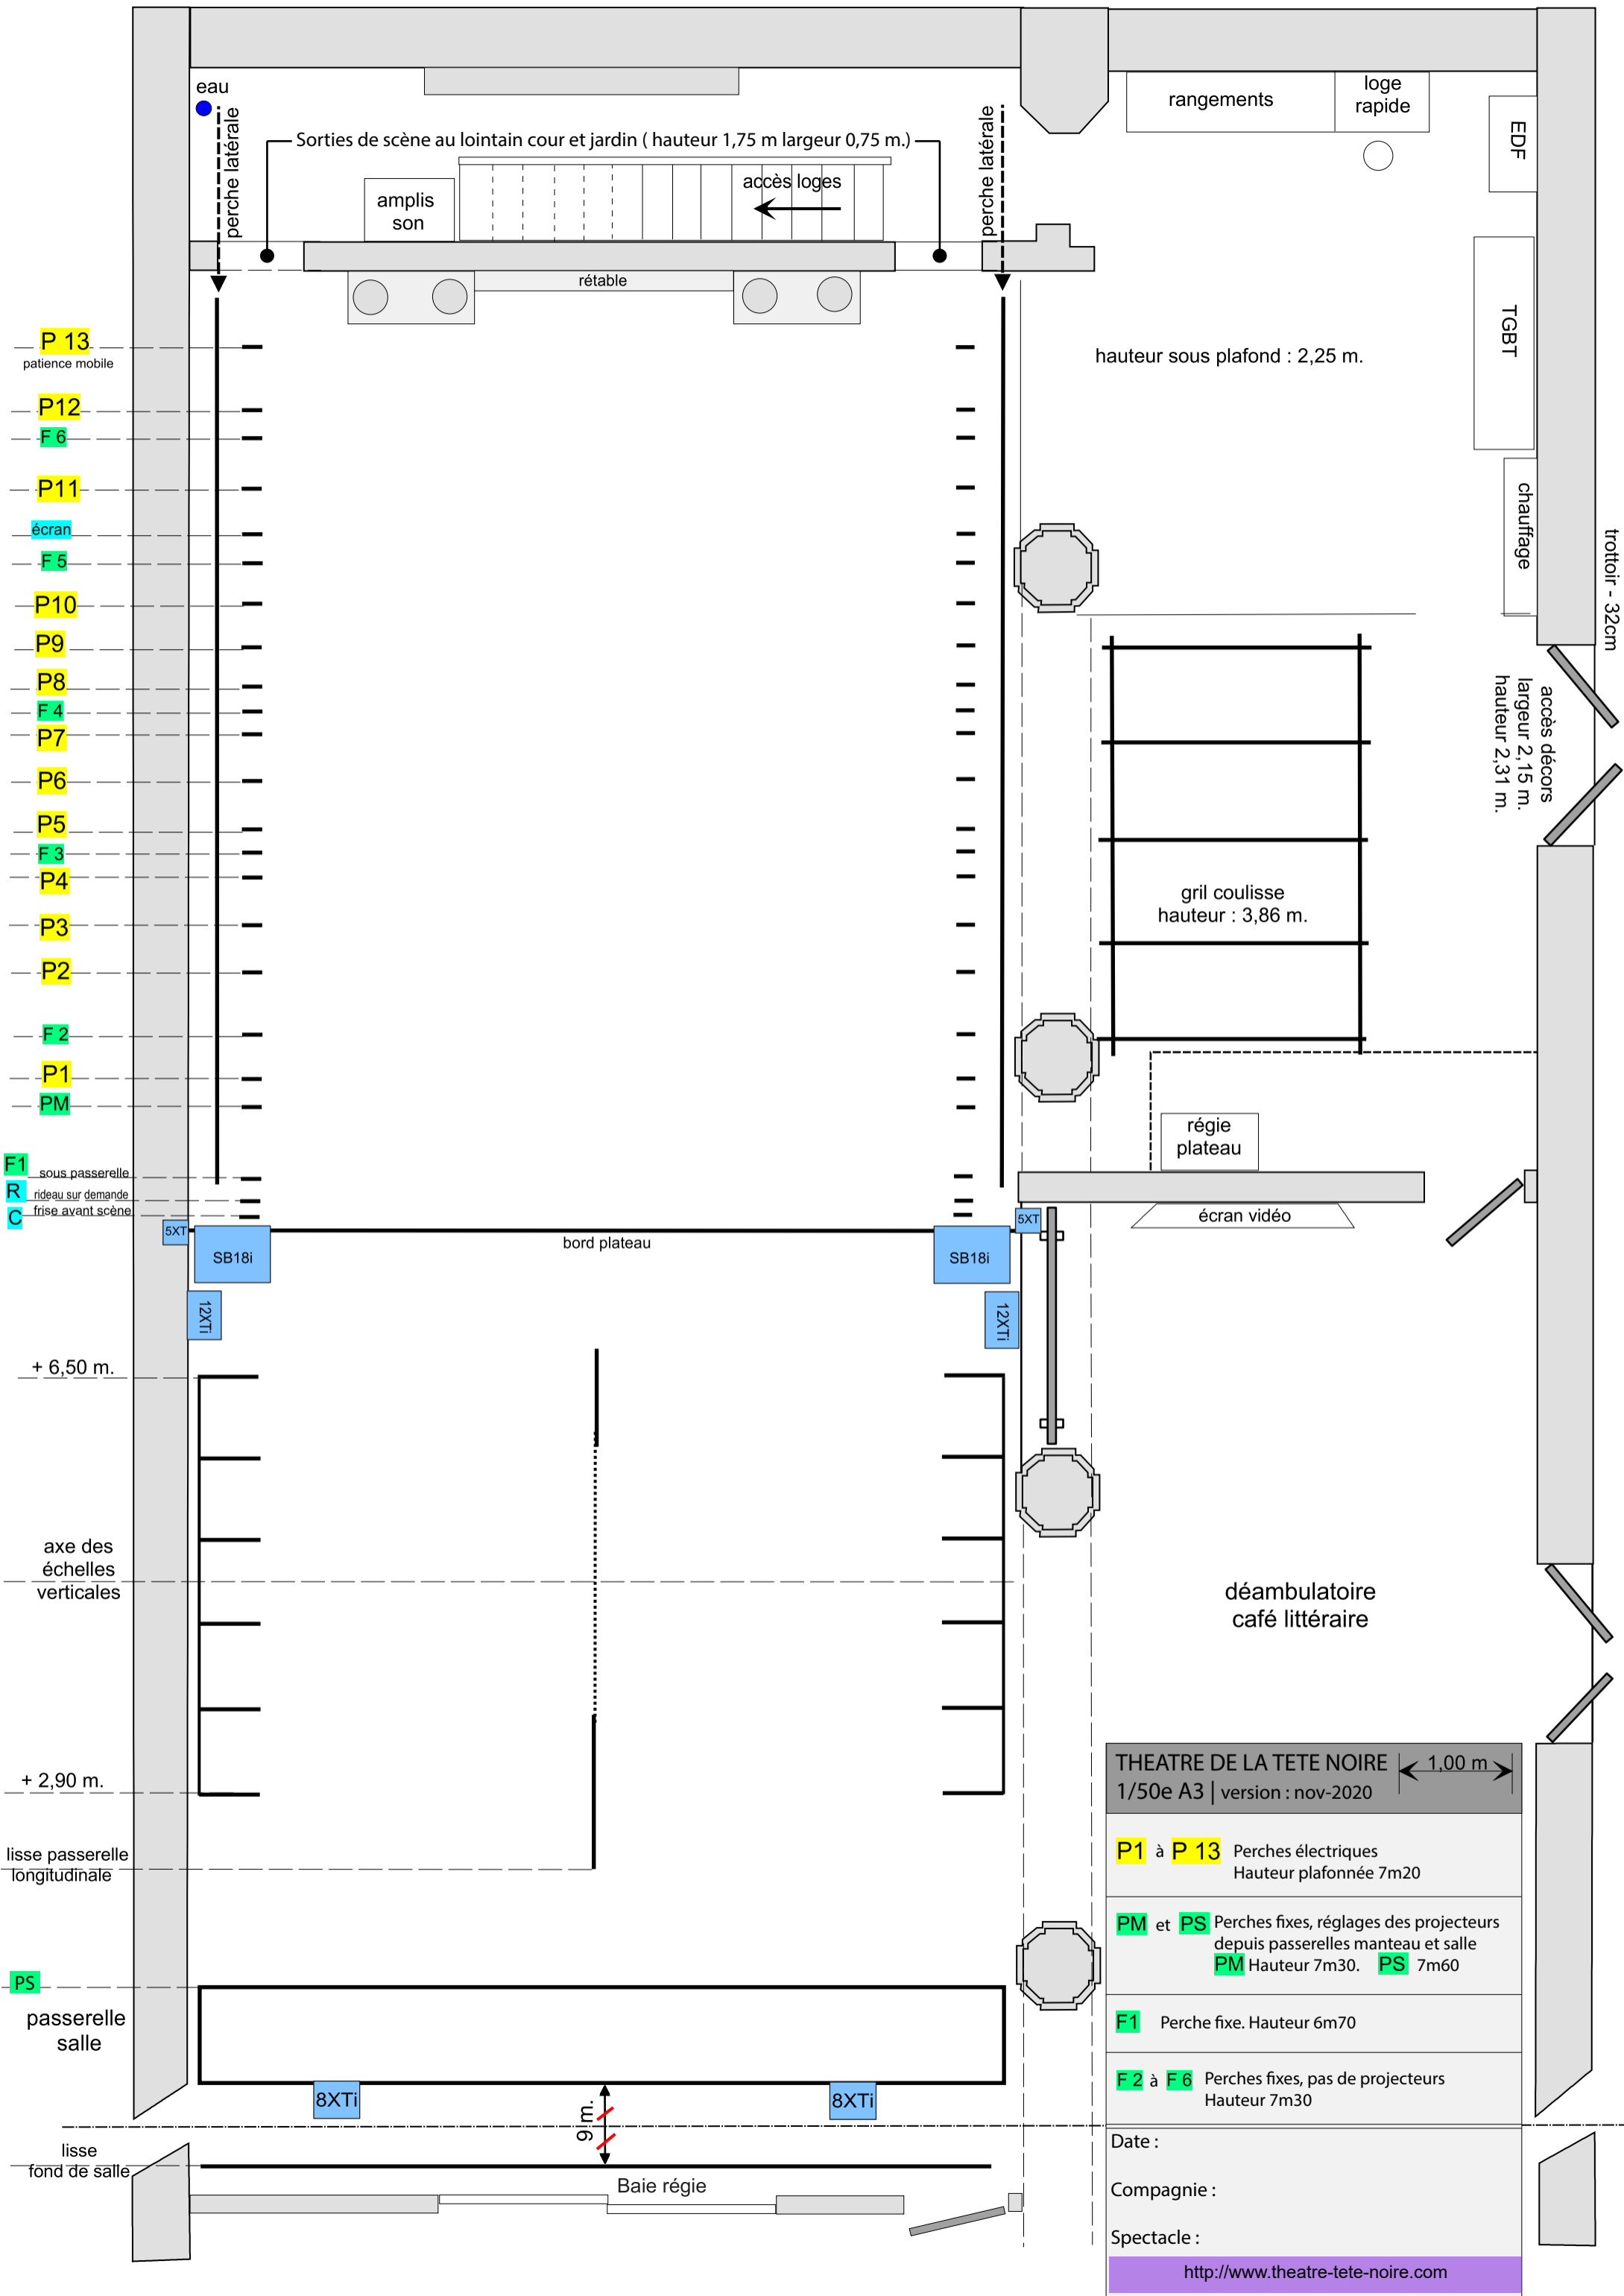 eau
perche latérale
Sorties de scène au lointain cour et jardin ( hauteur 1,75 m largeur 0,75 m.)
perche latérale
rangements
loge
rapide
EDF
amplis
son
accès loges
rétable
TGBT
hauteur sous plafond : 2,25 m.
chauffage
trottoir - 32cm
accès décors
largeur 2,15 m.
hauteur 2,31 m.
P 13
patience mobile
P12
F 6
P11
écran
F 5
P10
P9
P8
F 4
P7
P6
P5
F 3
P4
P3
P2
F 2
P1
PM
F1 sous passerelle
R rideau sur demande
C frise avant scène
gril coulisse
hauteur : 3,86 m.
régie
plateau
écran vidéo
5XT
SB18i
bord plateau
SB18i
5XT
12XTi
12XTi
+ 6,50 m.
axe des
échelles
verticales
+ 2,90 m.
lisse passerelle
longitudinale
déambulatoire
café littéraire
PS
passerelle
salle
8XTi
8XTi
9 m.
lisse
fond de salle
Baie régie
THEATRE DE LA TETE NOIRE
1,00 m
1/50e A3 | version : nov-2020
P1 à P 13 Perches électriques
Hauteur plafonnée 7m20
PM et PS Perches fixes, réglages des projecteurs
depuis passerelles manteau et salle
PM Hauteur 7m30. PS 7m60
F1 Perche fixe. Hauteur 6m70
F 2 à F 6 Perches fixes, pas de projecteurs
Hauteur 7m30
Date :
Compagnie :
Spectacle :
http://www.theatre-tete-noire.com